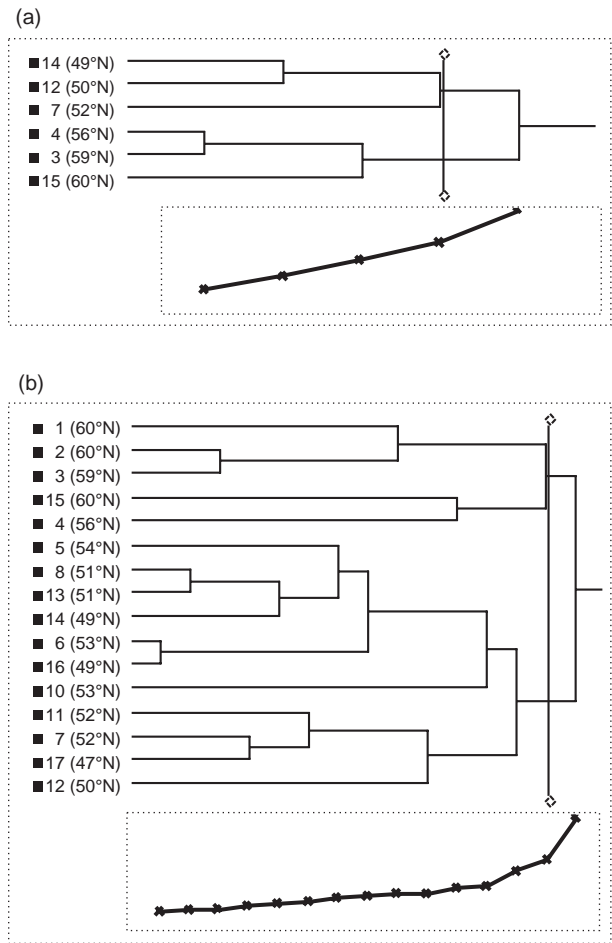 (a)
14 (49°N)
12 (50°N)
7 (52°N)
4 (56°N)
3 (59°N)
15 (60°N)
(b)
1 (60°N)
2 (60°N)
3 (59°N)
15 (60°N)
4 (56°N)
5 (54°N)
8 (51°N)
13 (51°N)
14 (49°N)
6 (53°N)
16 (49°N)
10 (53°N)
11 (52°N)
7 (52°N)
17 (47°N)
12 (50°N)